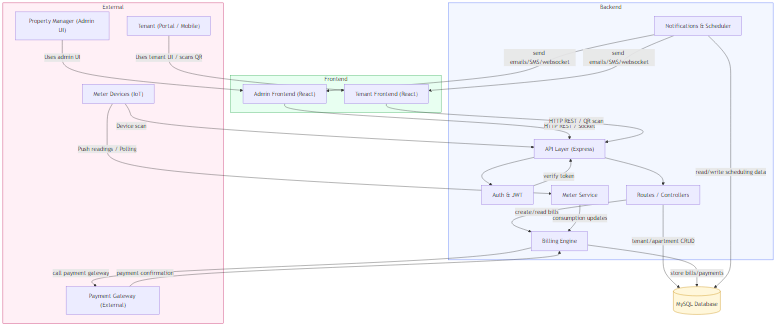 External
Backend
Property Manager (Admin
UI)
Tenant (Portal / Mobile)
Notifications & Scheduler
Uses admin UI
Uses tenant UI / scans QR
send
emails/SMS/websocket
send
emails/SMS/websocket
Frontend
Meter Devices (IoT)
Admin Frontend (React)
Tenant Frontend (React)
Device scan
HTTP REST / QR scan
HTTP REST / Socket
Push readings / Polling
API Layer (Express)
verify token
read/write scheduling data
Auth & JWT
Meter Service
Routes / Controllers
create/read bills
consumption updates
Billing Engine
tenant/apartment CRUD
call payment gateway
payment confirmation
store bills/payments
Payment Gateway
(External)
MySQL Database